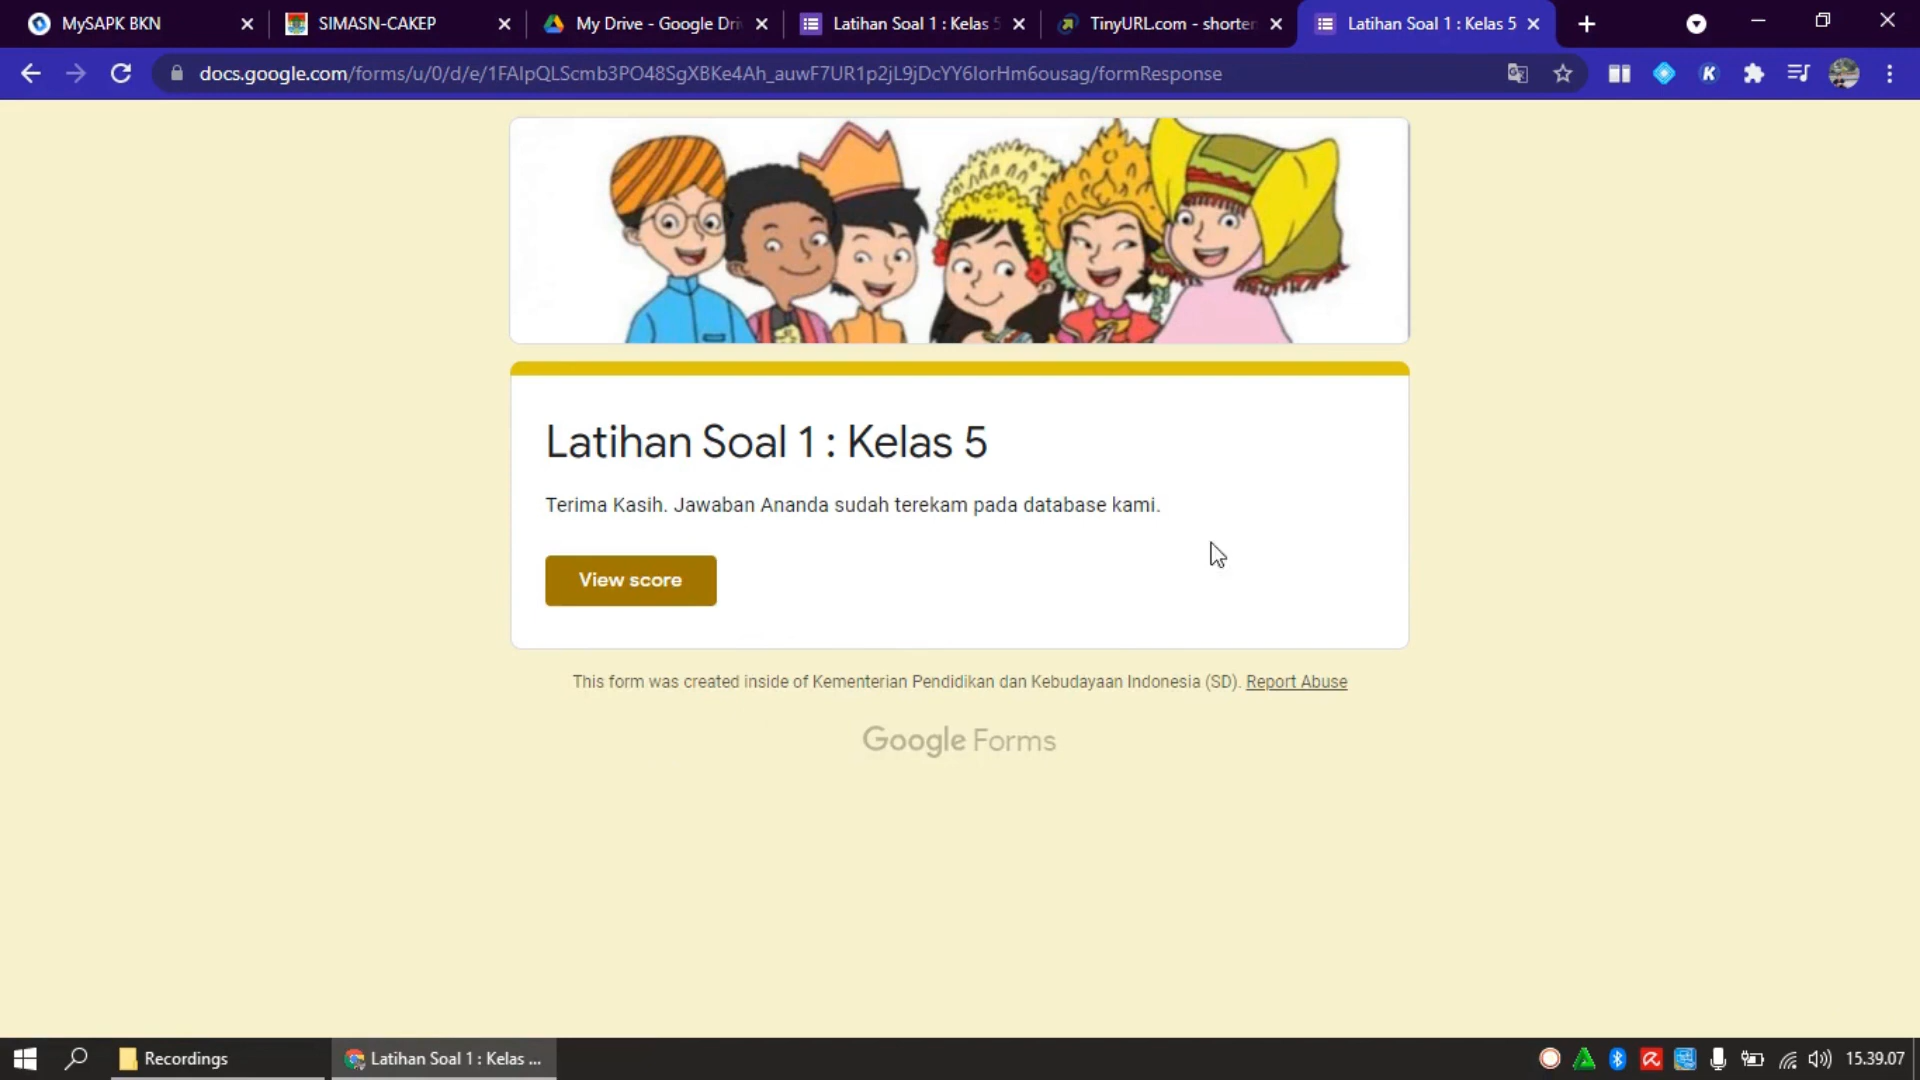 MySAPK BKN
SIMASN-CAKEP
My Drive - Google Dri
Latihan Soal 1 : Kelas 5
TinyURL.com - shorten
Latihan Soal 1 : Kelas 5
docs.google.com/forms/u/0/d/e/1FAIpQLScmb3PO48SgXBKe4Ah_auwF7UR1p2jL9jDcYY6IorHm6ousag/formResponse
Latihan Soal 1 : Kelas 5
Terima Kasih. Jawaban Ananda sudah terekam pada database kami.
View score
This form was created inside of Kementerian Pendidikan dan Kebudayaan Indonesia (SD). Report Abuse
Google Forms
Recordings
Latihan Soal 1 : Kelas ...
15.39.07